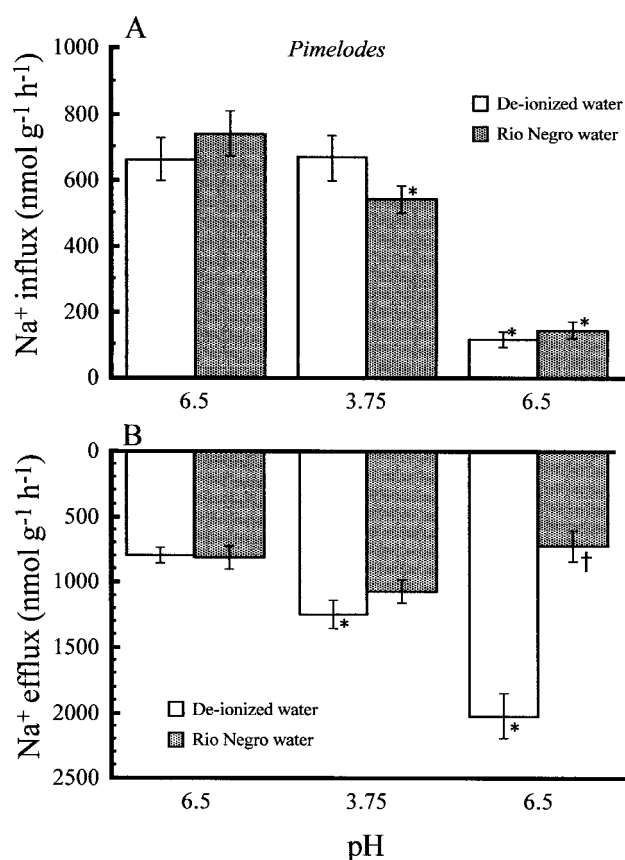 A
Pimelodes
1000
800
600
400
200
0
Na+ influx (nmol g-1 h-1)
De-ionized water
Rio Negro water
*
*
*
6.5 3.75 6.5
B
0
500
1000
1500
2000
2500
Na+ efflux (nmol g-1 h-1)
*
*
†
De-ionized water
Rio Negro water
6.5 3.75 6.5
pH